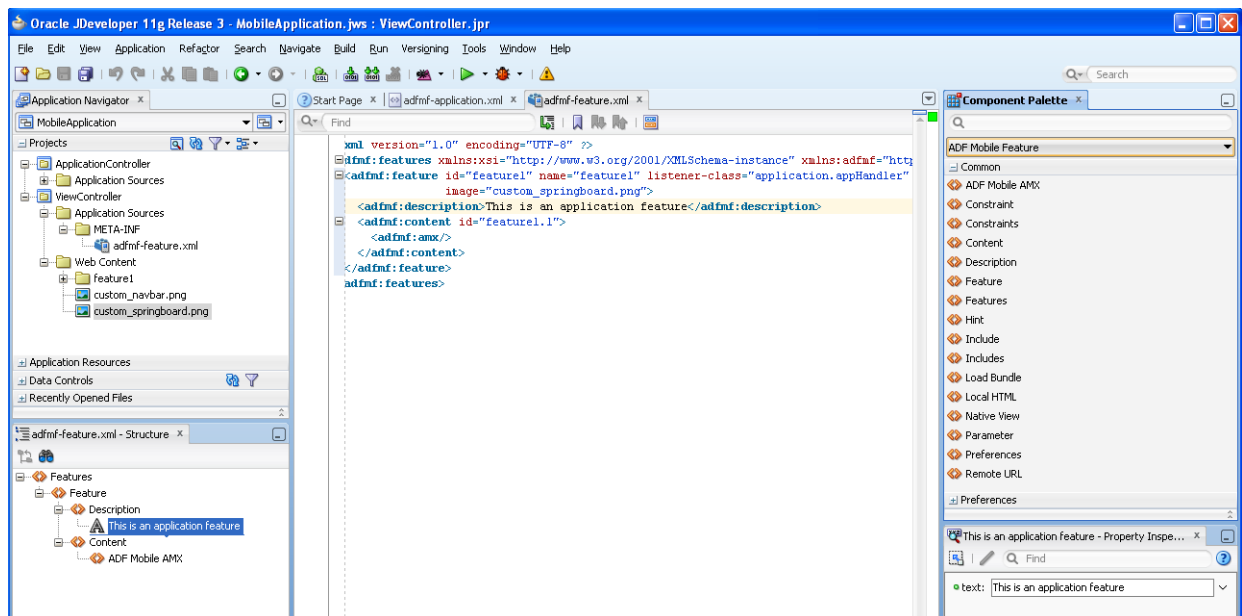 Oracle JDeveloper 11g Release 3 - MobileApplication.jws : ViewController.jpr
File Edit View Application Refactor Search Navigate Build Run Versioning Tools Window Help
Search
Application Navigator
MobileApplication
Projects
ApplicationController
Application Sources
ViewController
Application Sources
META-INF
adfmf-feature.xml
Web Content
feature1
custom_navbar.png
custom_springboard.png
Application Resources
Data Controls
Recently Opened Files
adfmf-feature.xml - Structure
Features
Feature
Description
This is an application feature
Content
ADF Mobile AMX
Start Page adfmf-application.xml adfmf-feature.xml
Find
xml version="1.0" encoding="UTF-8" ?>
adfmf:features xmlns:xsi="http://www.w3.org/2001/XMLSchema-instance" xmlns:adfmf="http
<adfmf:feature id="feature1" name="feature1" listener-class="application.appHandler"
image="custom_springboard.png">
<adfmf:description>This is an application feature</adfmf:description>
<adfmf:content id="feature1.1">
<adfmf:amx/>
</adfmf:content>
</adfmf:feature>
adfmf:features>
Component Palette
ADF Mobile Feature
Common
ADF Mobile AMX
Constraint
Constraints
Content
Description
Feature
Features
Hint
Include
Includes
Load Bundle
Local HTML
Native View
Parameter
Preferences
Remote URL
Preferences
This is an application feature - Property Inspe...
Find
text: This is an application feature